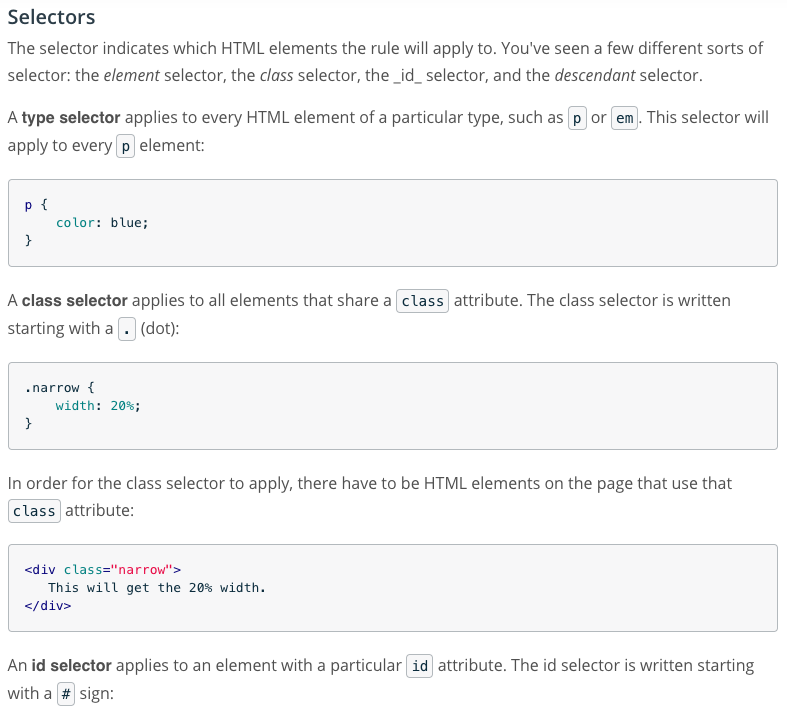 Selectors
The selector indicates which HTML elements the rule will apply to. You've seen a few different sorts of
selector: the element selector, the class selector, the _id_ selector, and the descendant selector.
A type selector applies to every HTML element of a particular type, such as p or em. This selector will
apply to every p element:
p {
    color: blue;
}
A class selector applies to all elements that share a class attribute. The class selector is written
starting with a . (dot):
.narrow {
    width: 20%;
}
In order for the class selector to apply, there have to be HTML elements on the page that use that
class attribute:
<div class="narrow">
   This will get the 20% width.
</div>
An id selector applies to an element with a particular id attribute. The id selector is written starting
with a # sign: